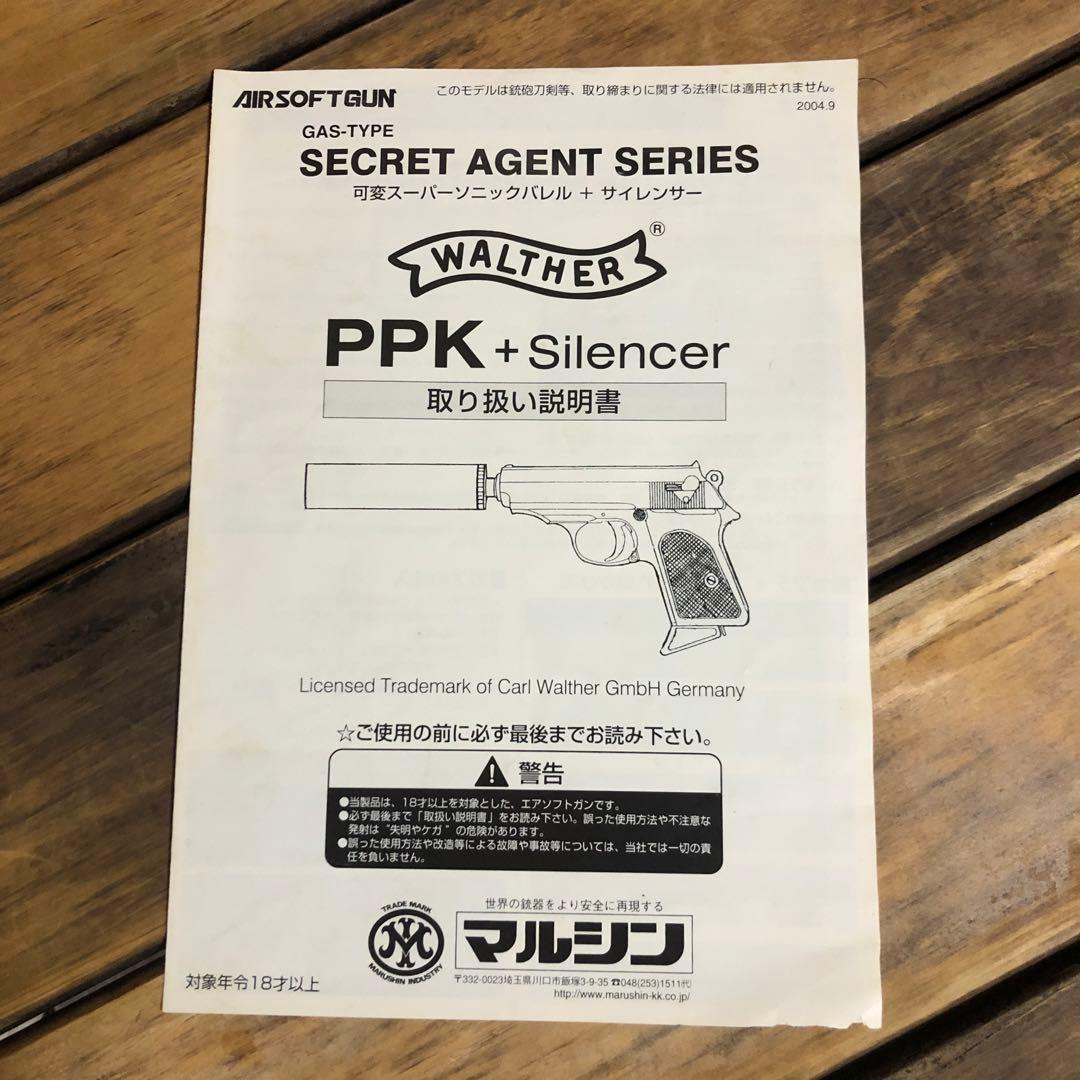 AIRSOFTGUN
このモデルは銃砲刀剣等、取り締まりに関する法律には適用されません。
2004.9
GAS-TYPE
SECRET AGENT SERIES
可変スーパーソニックバレル + サイレンサー
WALTHER®
PPK + Silencer
取り扱い説明書
Licensed Trademark of Carl Walther GmbH Germany
☆ご使用の前に必ず最後までお読み下さい。
警告
●当製品は、18才以上を対象とした、エアソフトガンです。
●必ず最後まで「取扱い説明書」をお読み下さい。誤った使用方法や不注意な
発射は“失明やケガ”の危険があります。
●誤った使用方法や改造等による故障や事故等については、当社では一切の責
任を負いません。
TRADE MARK
M
MARUSHIN INDUSTRY
世界の銃器をより安全に再現する
マルシン
〒332-0023埼玉県川口市飯塚3-9-35 ☎048(253)1511㈹
http://www.marushin-kk.co.jp/
対象年令18才以上